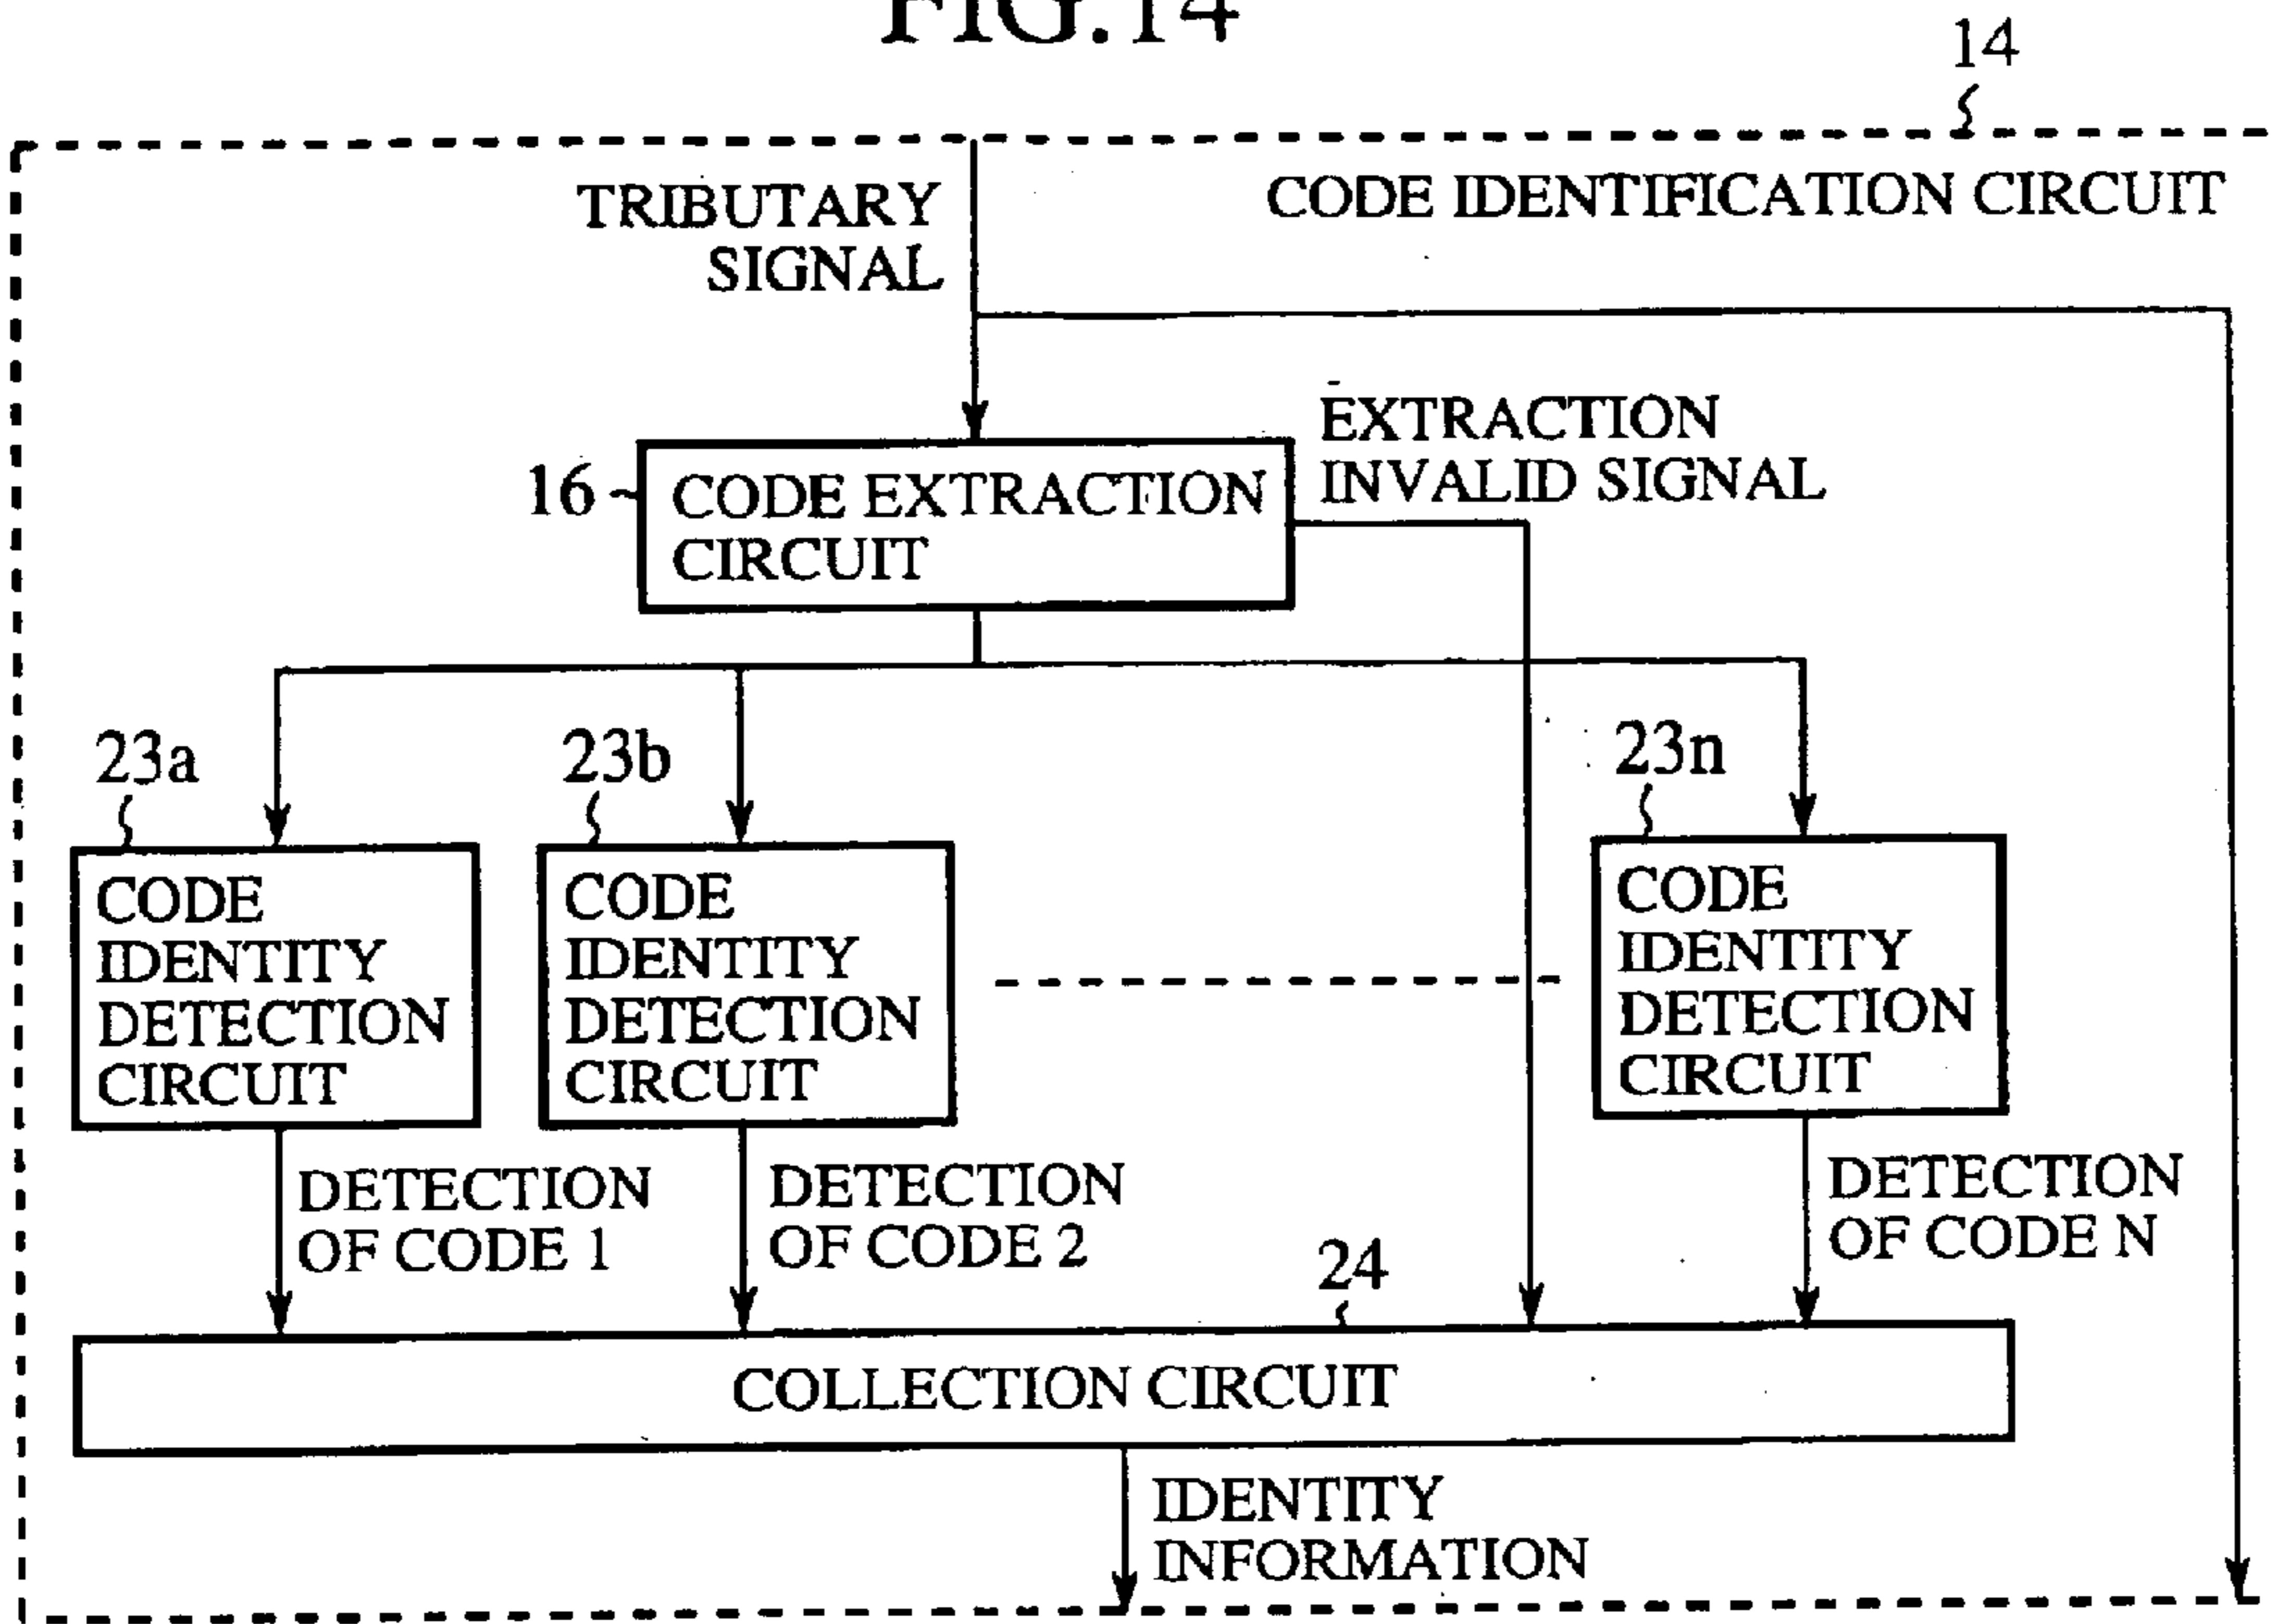 FIG.14
14
TRIBUTARY
SIGNAL
CODE IDENTIFICATION CIRCUIT
EXTRACTION
INVALID SIGNAL
16
CODE EXTRACTION
CIRCUIT
23a
23b
23n
CODE
IDENTITY
DETECTION
CIRCUIT
CODE
IDENTITY
DETECTION
CIRCUIT
CODE
IDENTITY
DETECTION
CIRCUIT
DETECTION
OF CODE 1
DETECTION
OF CODE 2
DETECTION
OF CODE N
24
COLLECTION CIRCUIT
IDENTITY
INFORMATION